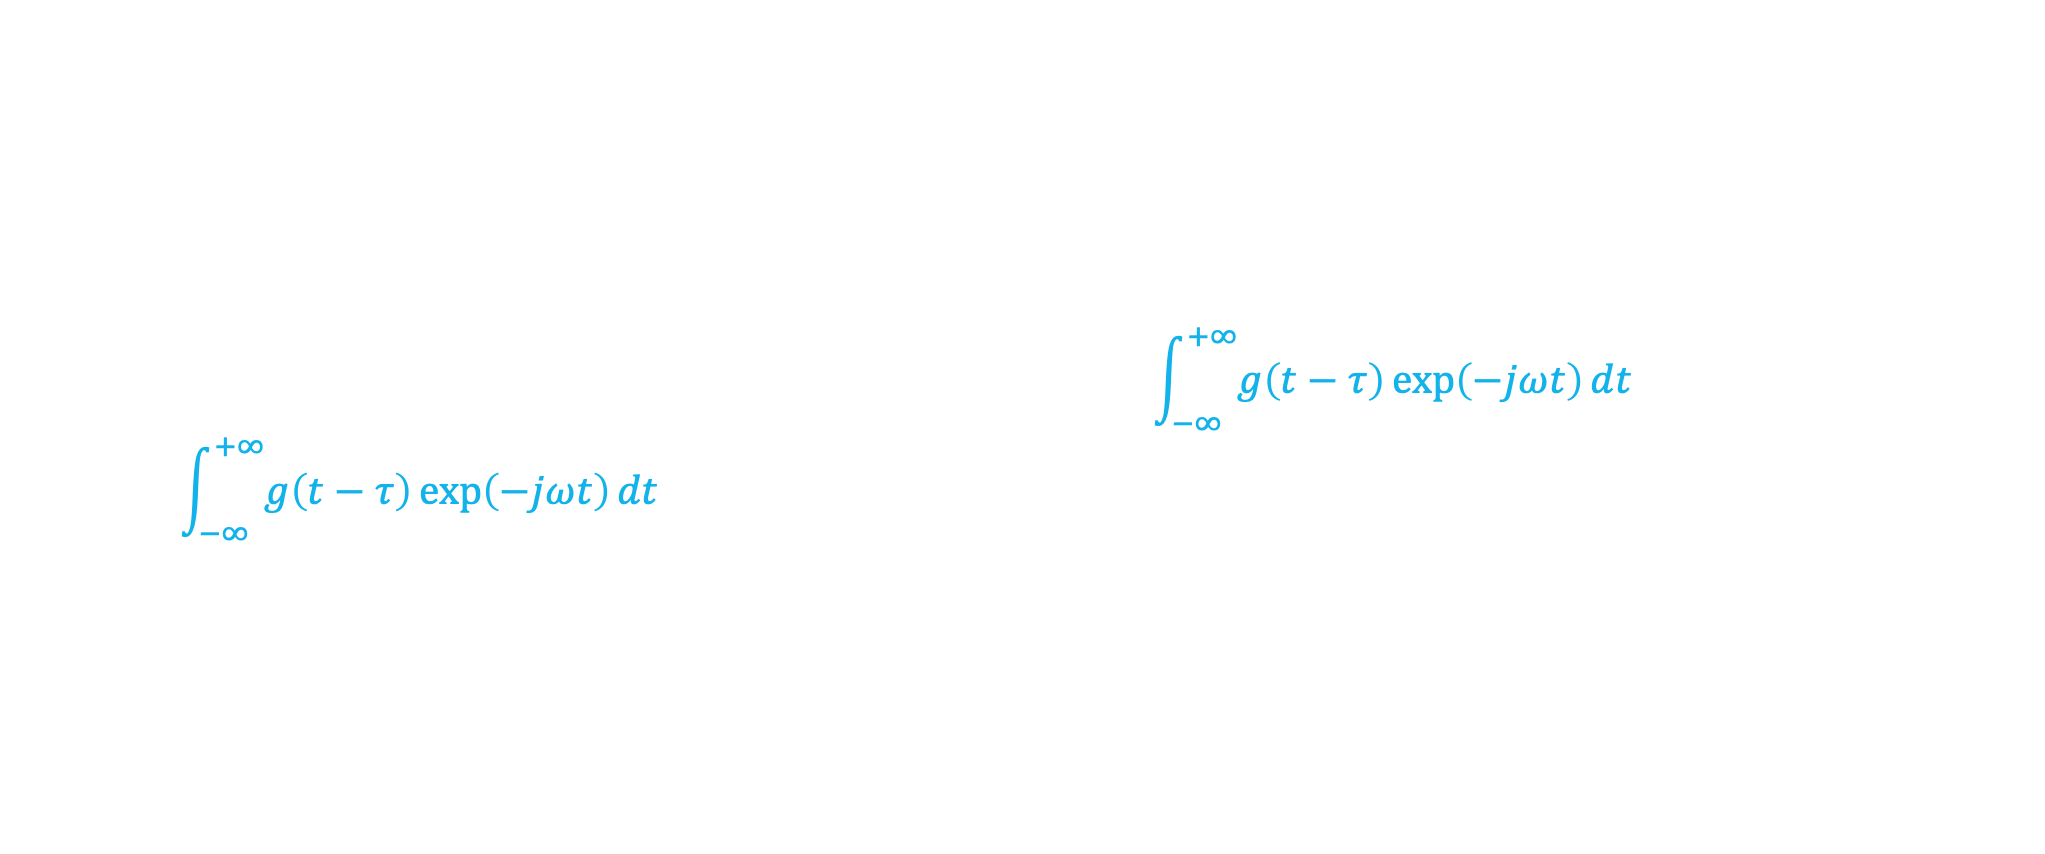 ∫_{−∞}^{+∞} g(t − τ) exp(−jωt) dt
∫_{−∞}^{+∞} g(t − τ) exp(−jωt) dt